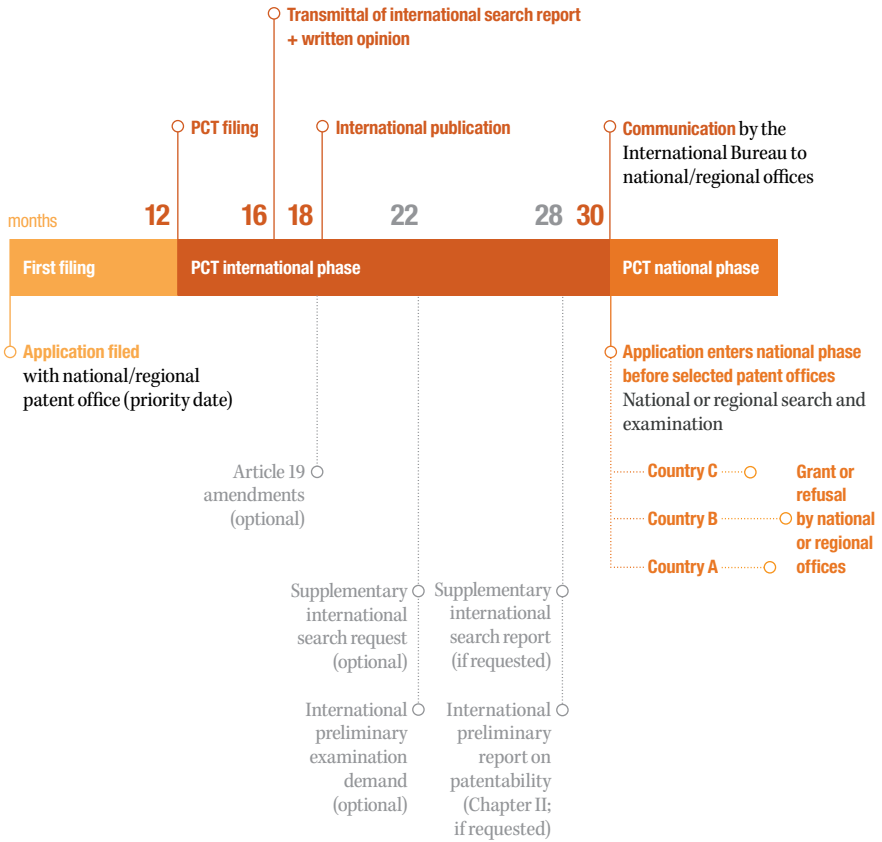 Transmittal of international search report
+ written opinion
PCT filing
International publication
Communication by the
International Bureau to
national/regional offices
months
12
16
18
22
28
30
First filing
PCT international phase
PCT national phase
Application filed
with national/regional
patent office (priority date)
Application enters national phase
before selected patent offices
National or regional search and
examination
Article 19
amendments
(optional)
Country C
Country B
Country A
Grant or
refusal
by national
or regional
offices
Supplementary
international
search request
(optional)
Supplementary
international
search report
(if requested)
International
preliminary
examination
demand
(optional)
International
preliminary
report on
patentability
(Chapter II;
if requested)